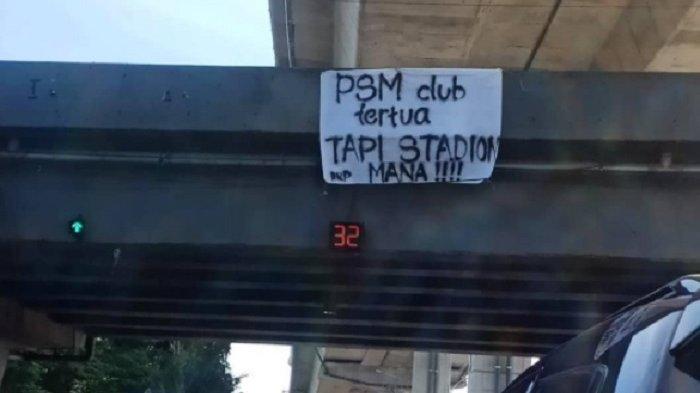 PSM club
tertua
TAPI STADION
MANA !!!!
32